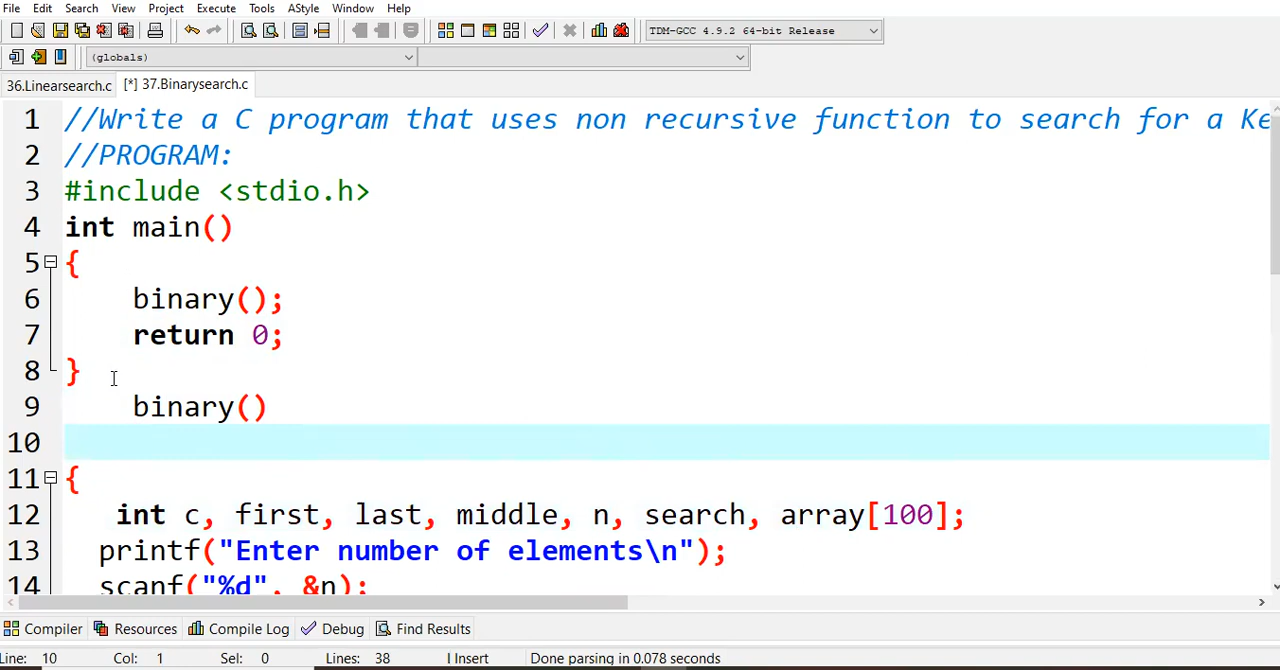 File Edit Search View Project Execute Tools AStyle Window Help
TDM-GCC 4.9.2 64-bit Release
(globals)
36.Linearsearch.c [*] 37.Binarysearch.c
1 //Write a C program that uses non recursive function to search for a Ke
2 //PROGRAM:
3 #include <stdio.h>
4 int main()
5 {
6 binary();
7 return 0;
8 }
9 binary()
10
11 {
12 int c, first, last, middle, n, search, array[100];
13 printf("Enter number of elements\n");
14 scanf("%d", &n);
Compiler Resources Compile Log Debug Find Results
Line: 10 Col: 1 Sel: 0 Lines: 38 Insert Done parsing in 0.078 seconds